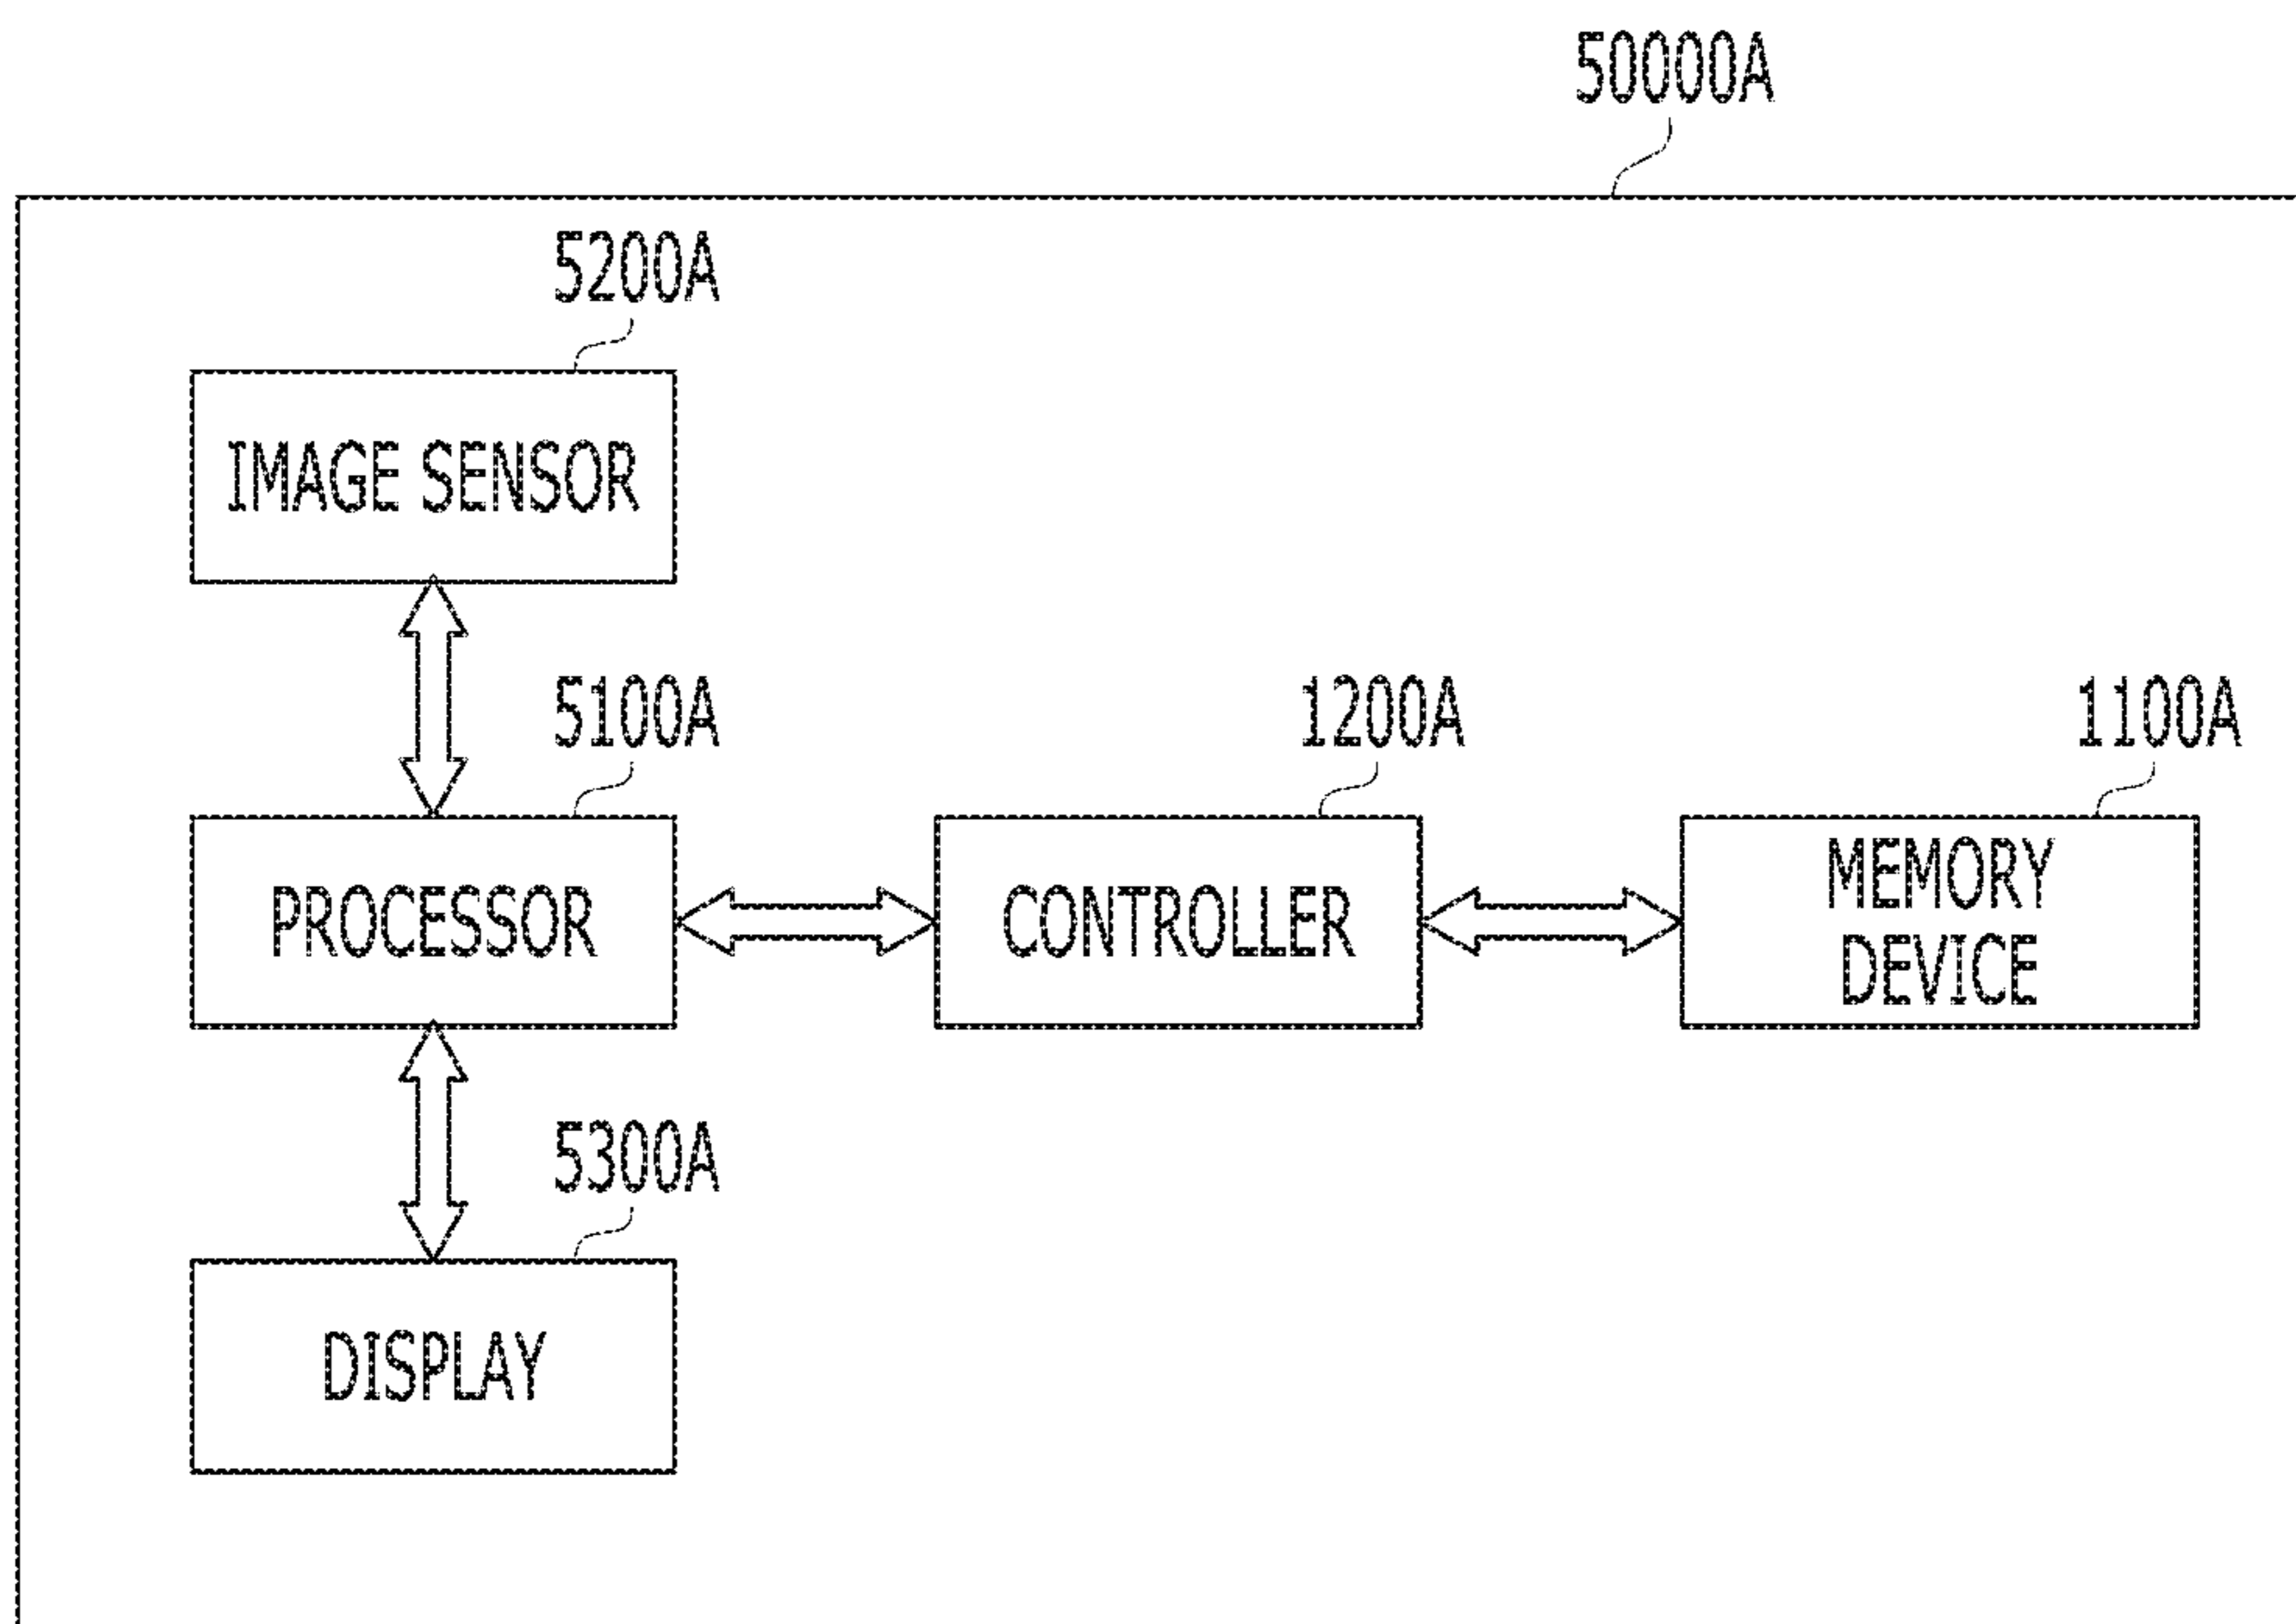 50000A
5200A
IMAGE SENSOR
5100A
1200A
1100A
PROCESSOR
CONTROLLER
MEMORY
DEVICE
5300A
DISPLAY